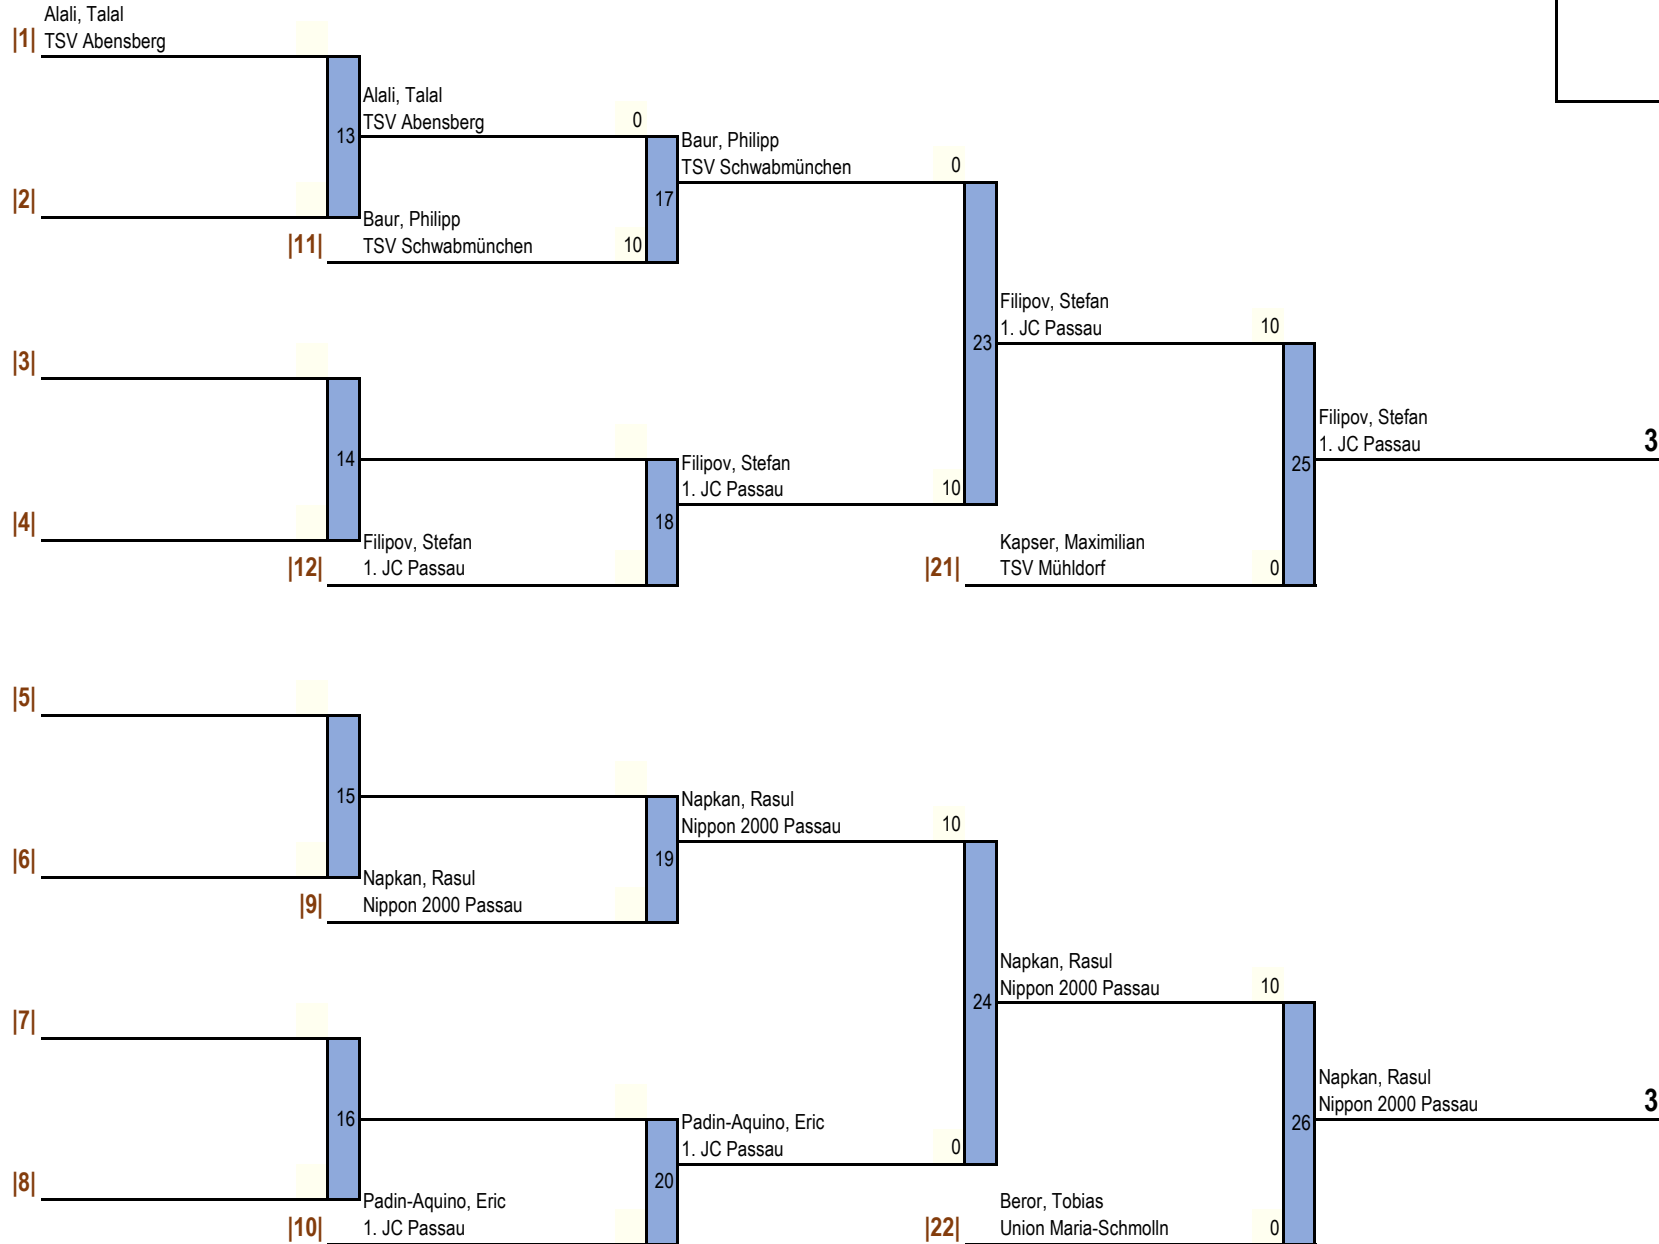 Alali, Talal
|1| TSV Abensberg
Alali, Talal
TSV Abensberg 0
13
Baur, Philipp
TSV Schwabmünchen 0
|2|
17
Baur, Philipp
|11| TSV Schwabmünchen 10
Filipov, Stefan
1. JC Passau 10
23
|3|
Filipov, Stefan
1. JC Passau 3
14
25
Filipov, Stefan
1. JC Passau 10
|4|
18
Filipov, Stefan
|12| 1. JC Passau
Kapser, Maximilian
|21| TSV Mühldorf 0
|5|
15
Napkan, Rasul
Nippon 2000 Passau 10
|6|
19
Napkan, Rasul
|9| Nippon 2000 Passau
Napkan, Rasul
Nippon 2000 Passau 10
24
|7|
Napkan, Rasul
Nippon 2000 Passau 3
16
26
Padin-Aquino, Eric
1. JC Passau 0
|8|
20
Padin-Aquino, Eric
|10| 1. JC Passau
Beror, Tobias
|22| Union Maria-Schmolln 0